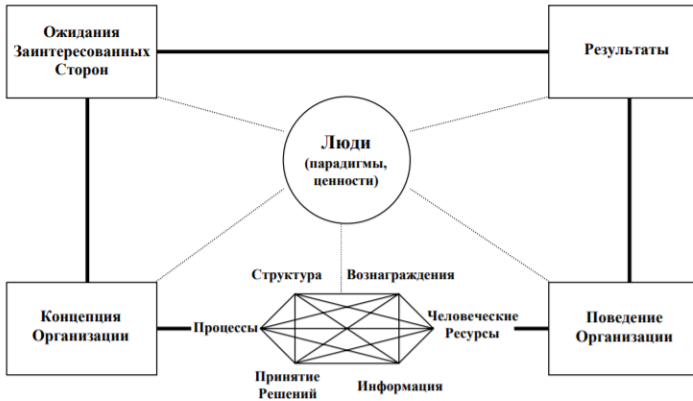 Ожидания
Заинтересованных
Сторон
Результаты
Люди
(парадигмы,
ценности)
Структура
Вознаграждения
Концепция
Организации
Процессы
Человеческие
Ресурсы
Поведение
Организации
Принятие
Решений
Информация